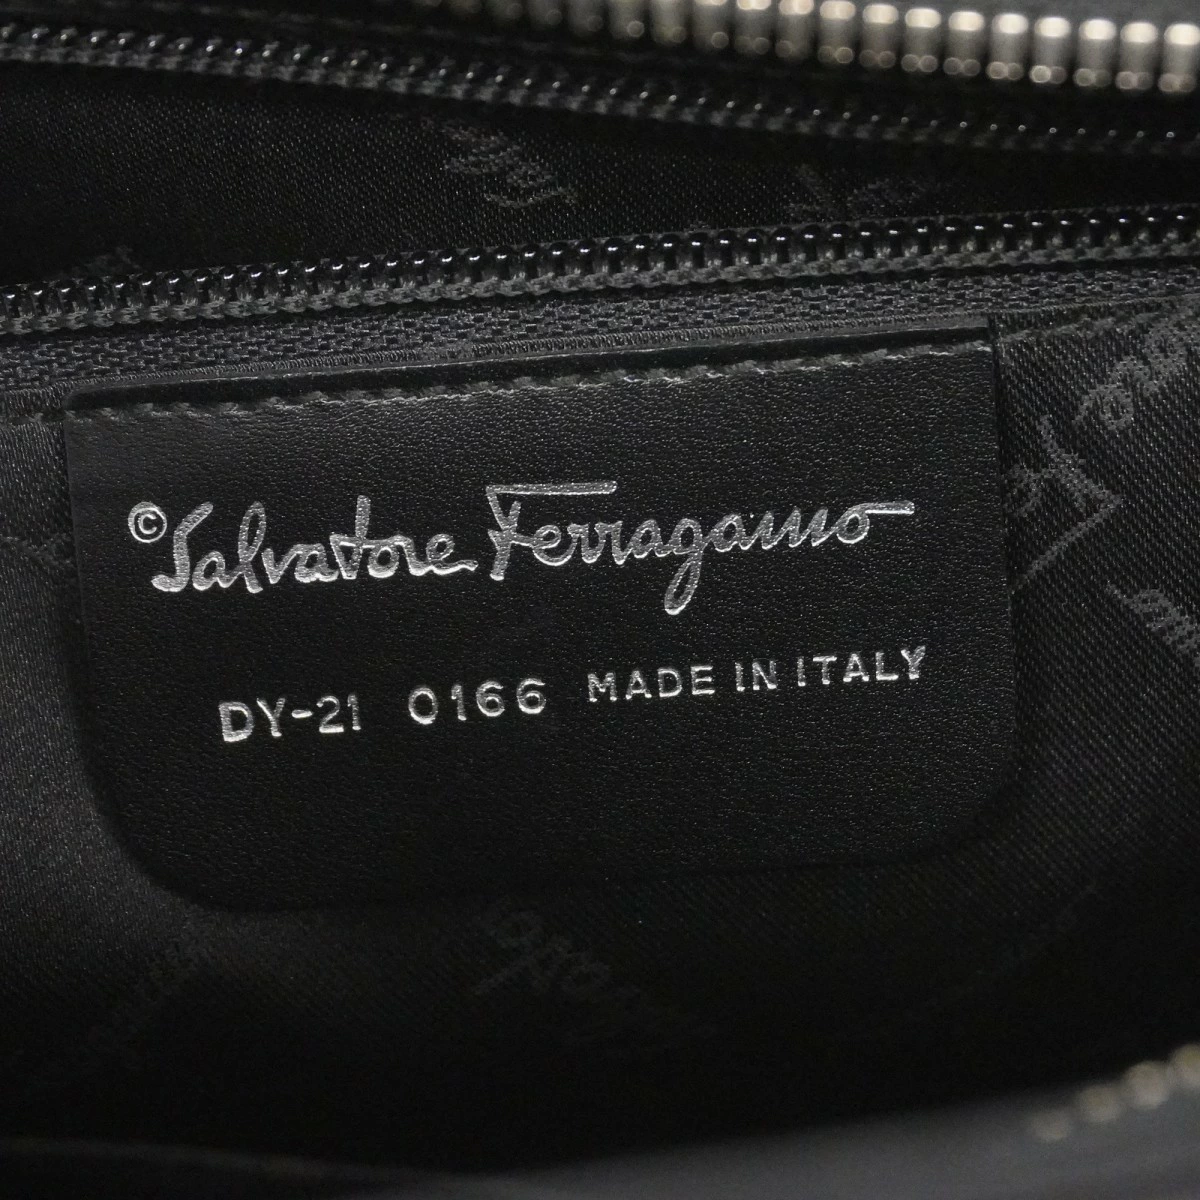 ©Salvatore Ferragamo
DY-21 0166 MADE IN ITALY